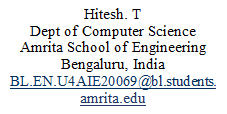 Hitesh. T
Dept of Computer Science
Amrita School of Engineering
Bengaluru, India
BL.EN.U4AIE20069@bl.students.
amrita.edu